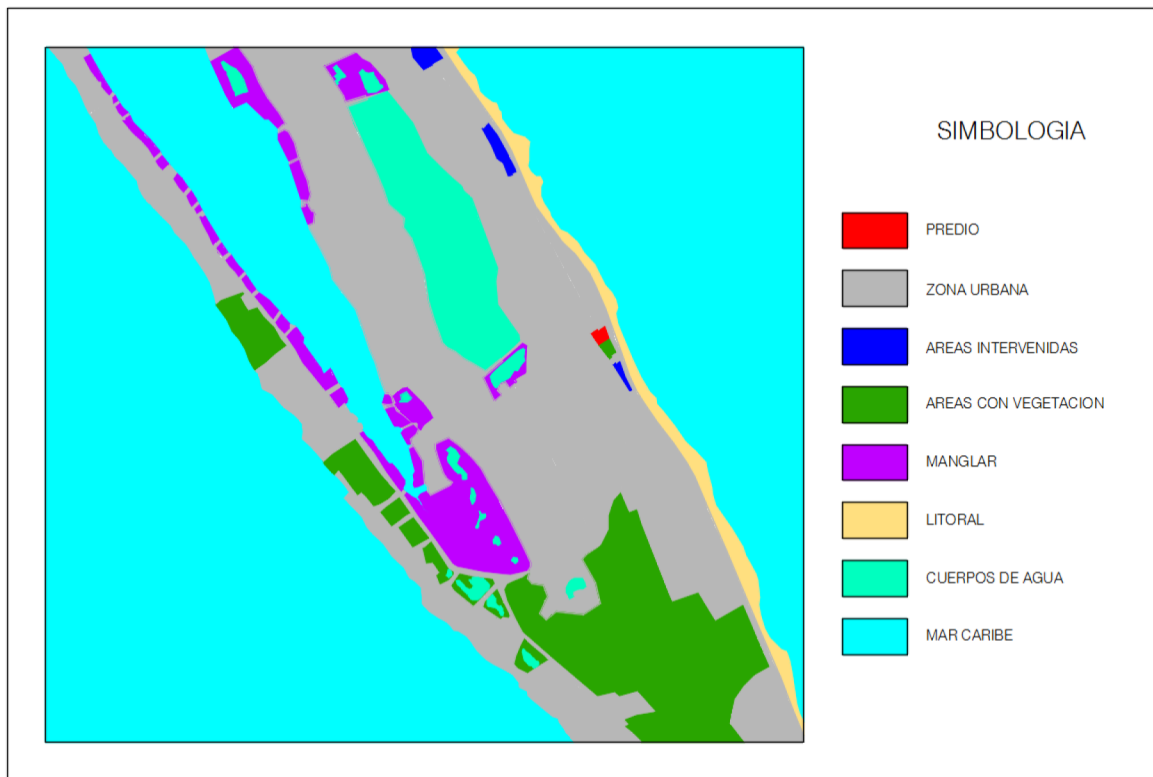 SIMBOLOGIA
PREDIO
ZONA URBANA
AREAS INTERVENIDAS
AREAS CON VEGETACION
MANGLAR
LITORAL
CUERPOS DE AGUA
MAR CARIBE